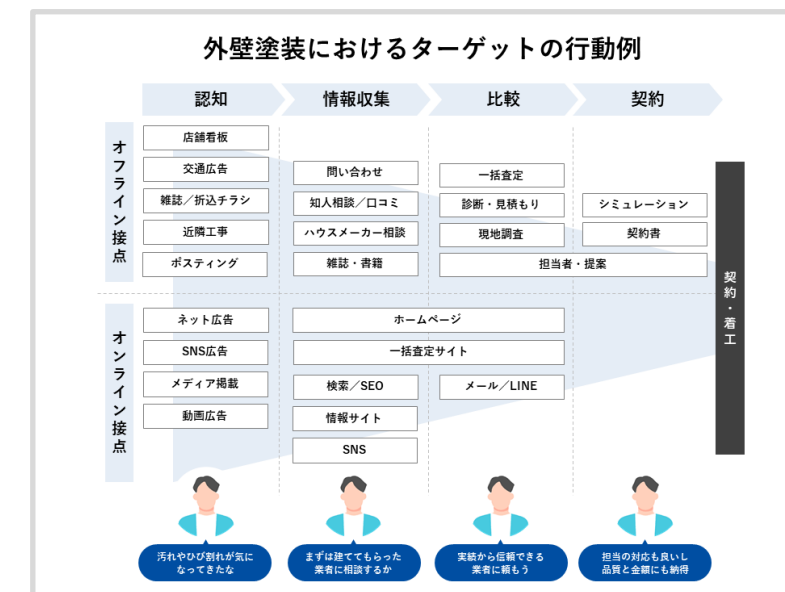 外壁塗装におけるターゲットの行動例
認知
情報収集
比較
契約
オフライン接点
店舗看板
交通広告
雑誌／折込チラシ
近隣工事
ポスティング
問い合わせ
知人相談／口コミ
ハウスメーカー相談
雑誌・書籍
一括査定
診断・見積もり
現地調査
シミュレーション
契約書
担当者・提案
オンライン接点
ネット広告
SNS広告
メディア掲載
動画広告
ホームページ
一括査定サイト
検索／SEO
情報サイト
SNS
メール／LINE
契約・着工
汚れやひび割れが気に
なってきたな
まずは建ててもらった
業者に相談するか
実績から信頼できる
業者に頼もう
担当の対応も良いし
品質と金額にも納得